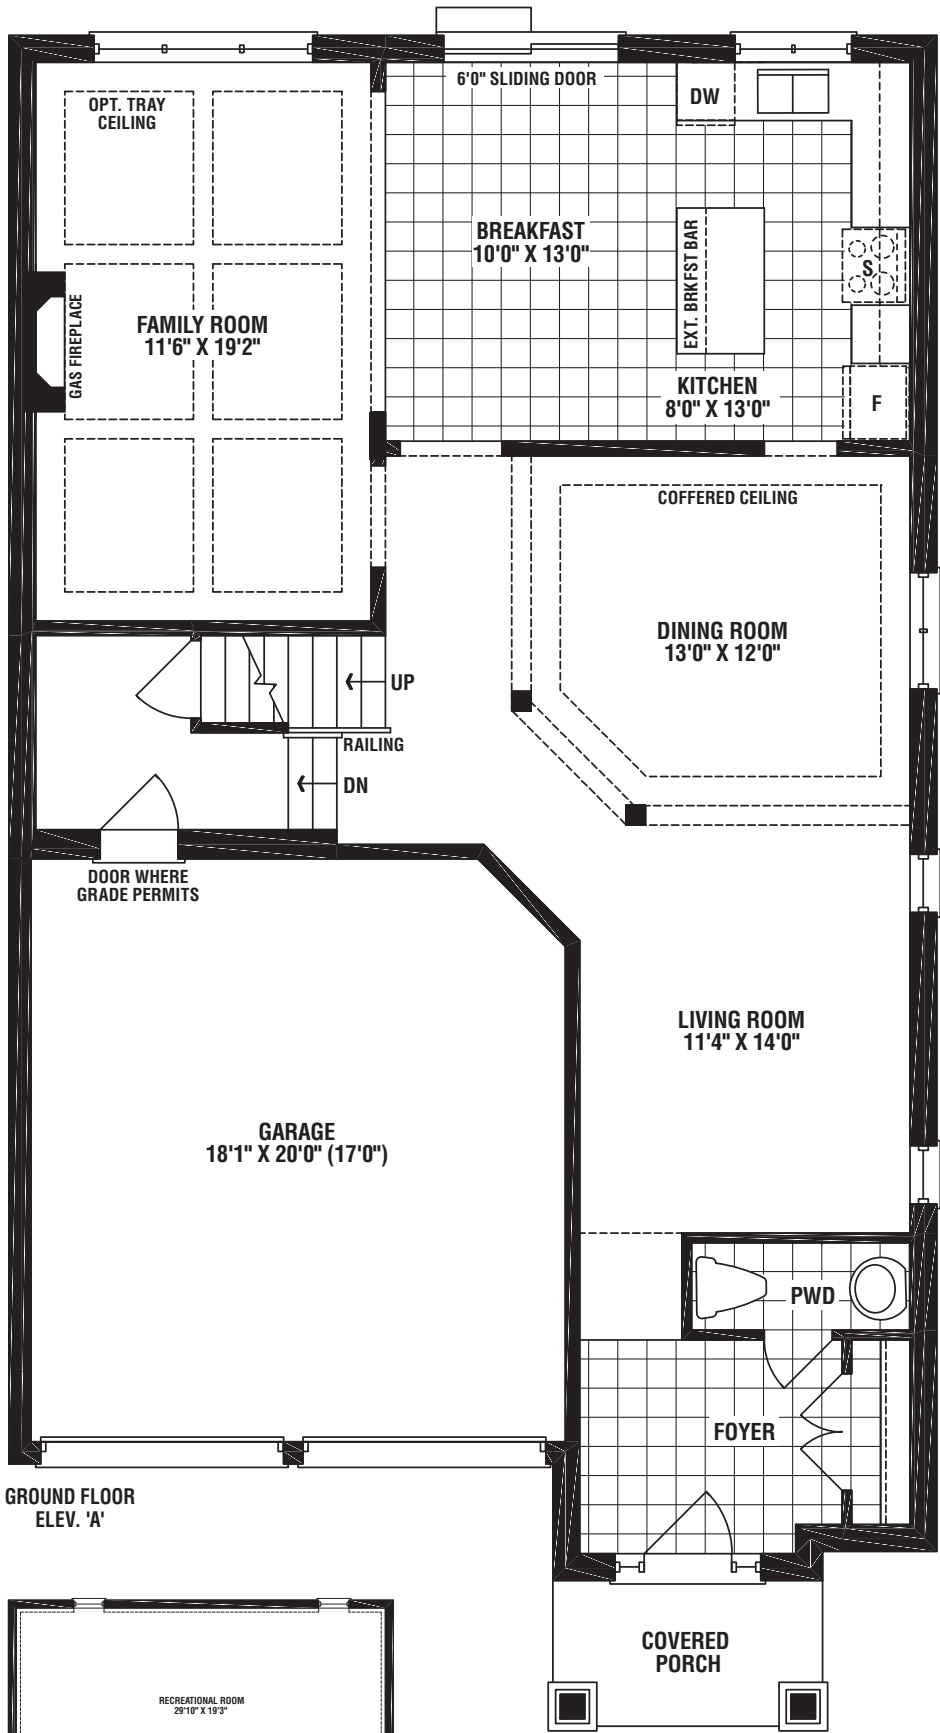 6'0" SLIDING DOOR
OPT. TRAY
CEILING
DW
BREAKFAST
10'0" X 13'0"
EXT. BRKFST BAR
S
GAS FIREPLACE
FAMILY ROOM
11'6" X 19'2"
KITCHEN
8'0" X 13'0"
F
COFFERED CEILING
DINING ROOM
13'0" X 12'0"
UP
RAILING
DN
DOOR WHERE
GRADE PERMITS
LIVING ROOM
11'4" X 14'0"
GARAGE
18'1" X 20'0" (17'0")
PWD
FOYER
GROUND FLOOR
ELEV. 'A'
COVERED
PORCH
RECREATIONAL ROOM
29'10" X 19'3"